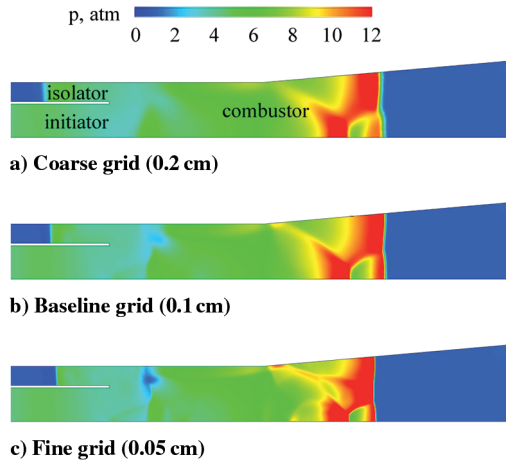 p, atm
0 2 4 6 8 10 12
isolator
initiator
combustor
a) Coarse grid (0.2 cm)
b) Baseline grid (0.1 cm)
c) Fine grid (0.05 cm)